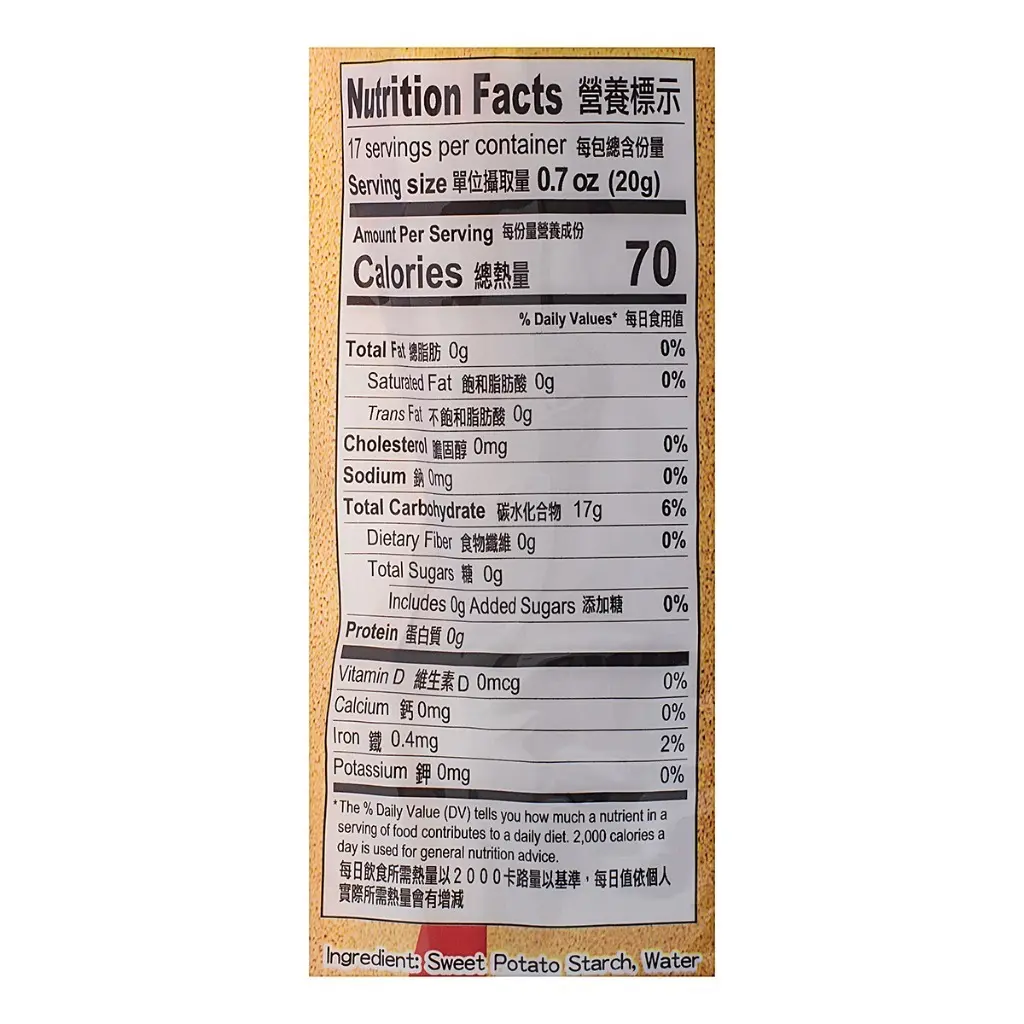 Nutrition Facts 營養標示
17 servings per container 每包總含份量
Serving size 單位攝取量 0.7 oz (20g)
Amount Per Serving 每份量營養成份
Calories 總熱量 70
% Daily Values* 每日食用值
Total Fat 總脂肪 0g 0%
Saturated Fat 飽和脂肪酸 0g 0%
Trans Fat 不飽和脂肪酸 0g
Cholesterol 膽固醇 0mg 0%
Sodium 鈉 0mg 0%
Total Carbohydrate 碳水化合物 17g 6%
Dietary Fiber 食物纖維 0g 0%
Total Sugars 糖 0g
Includes 0g Added Sugars 添加糖 0%
Protein 蛋白質 0g
Vitamin D 維生素D 0mcg 0%
Calcium 鈣 0mg 0%
Iron 鐵 0.4mg 2%
Potassium 鉀 0mg 0%
*The % Daily Value (DV) tells you how much a nutrient in a
serving of food contributes to a daily diet. 2,000 calories a
day is used for general nutrition advice.
每日飲食所需熱量以2000卡路量以基準，每日值依個人
實際所需熱量會有增減
Ingredient: Sweet Potato Starch, Water